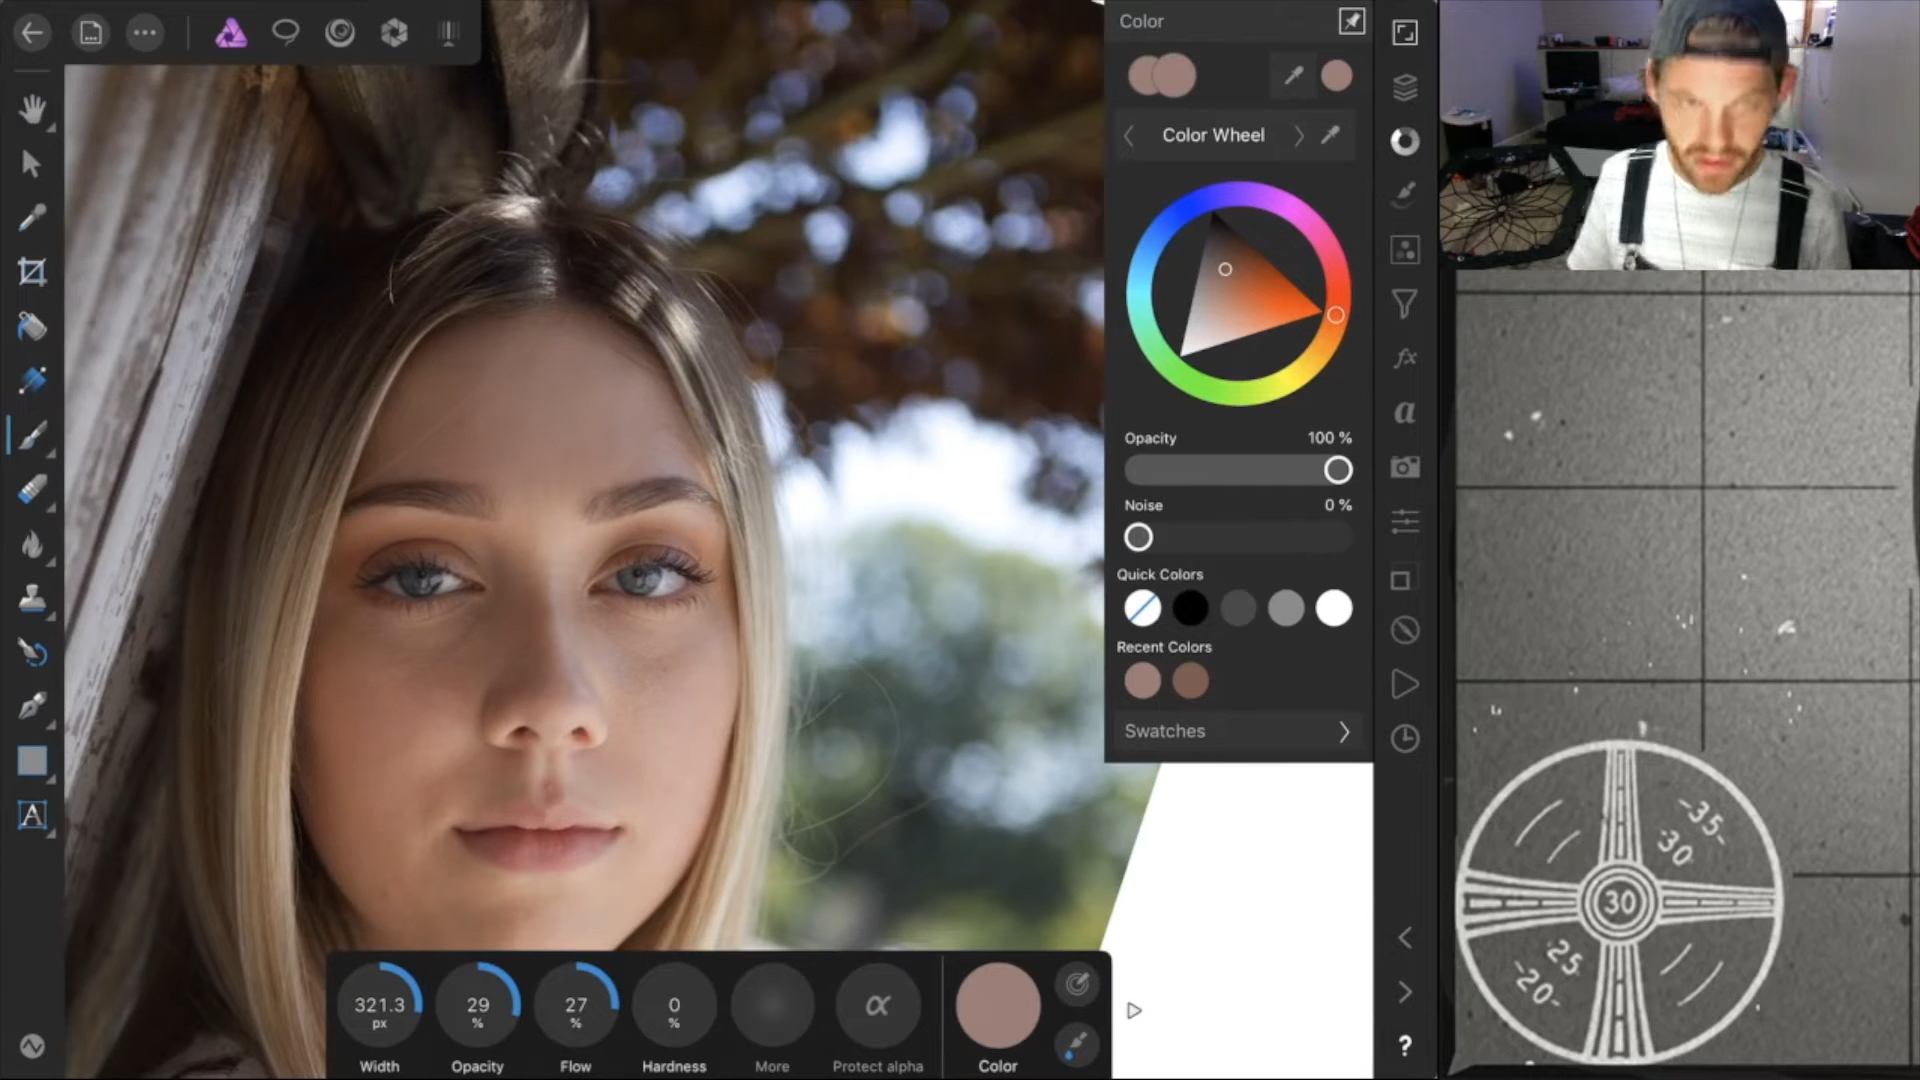 Color
Color Wheel
Opacity 100 %
Noise 0 %
Quick Colors
Recent Colors
Swatches
fx
a
A
?
321.3 px
29 %
27 %
0 %
α
Width
Opacity
Flow
Hardness
More
Protect alpha
Color
-35-
30
30
25
-20-